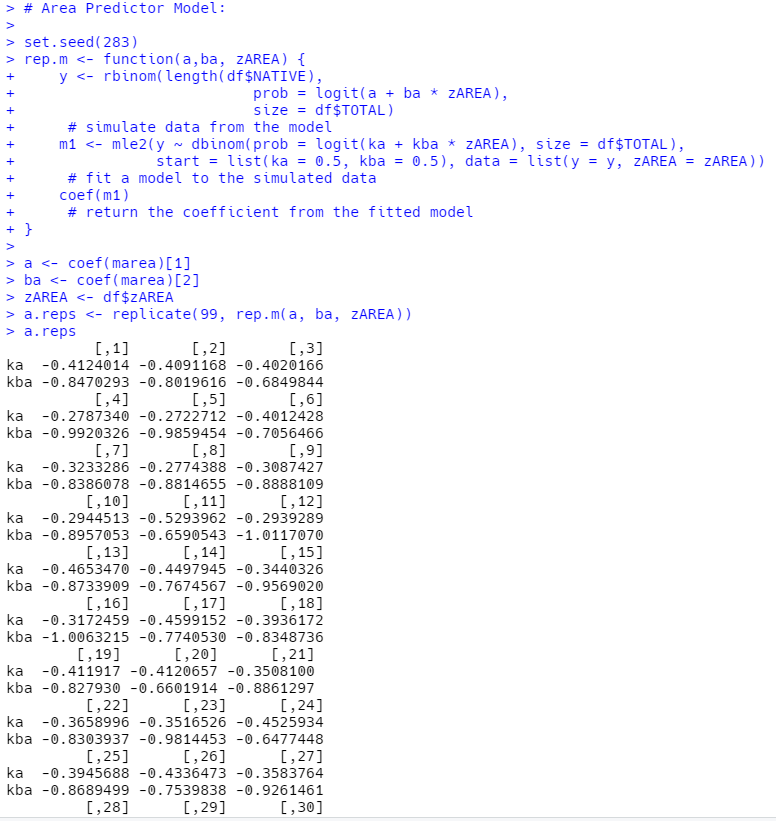 > # Area Predictor Model:
>
> set.seed(283)
> rep.m <- function(a,ba, zAREA) {
+     y <- rbinom(length(df$NATIVE),
+                            prob = logit(a + ba * zAREA),
+                            size = df$TOTAL)
+      # simulate data from the model
+     m1 <- mle2(y ~ dbinom(prob = logit(ka + kba * zAREA), size = df$TOTAL),
+                start = list(ka = 0.5, kba = 0.5), data = list(y = y, zAREA = zAREA))
+      # fit a model to the simulated data
+     coef(m1)
+      # return the coefficient from the fitted model
+ }
>
> a <- coef(marea)[1]
> ba <- coef(marea)[2]
> zAREA <- df$zAREA
> a.reps <- replicate(99, rep.m(a, ba, zAREA))
> a.reps
          [,1]       [,2]       [,3]
ka  -0.4124014 -0.4091168 -0.4020166
kba -0.8470293 -0.8019616 -0.6849844
          [,4]       [,5]       [,6]
ka  -0.2787340 -0.2722712 -0.4012428
kba -0.9920326 -0.9859454 -0.7056466
          [,7]       [,8]       [,9]
ka  -0.3233286 -0.2774388 -0.3087427
kba -0.8386078 -0.8814655 -0.8888109
         [,10]      [,11]      [,12]
ka  -0.2944513 -0.5293962 -0.2939289
kba -0.8957053 -0.6590543 -1.0117070
         [,13]      [,14]      [,15]
ka  -0.4653470 -0.4497945 -0.3440326
kba -0.8733909 -0.7674567 -0.9569020
         [,16]      [,17]      [,18]
ka  -0.3172459 -0.4599152 -0.3936172
kba -1.0063215 -0.7740530 -0.8348736
        [,19]      [,20]      [,21]
ka  -0.411917 -0.4120657 -0.3508100
kba -0.827930 -0.6601914 -0.8861297
         [,22]      [,23]      [,24]
ka  -0.3658996 -0.3516526 -0.4525934
kba -0.8303937 -0.9814453 -0.6477448
         [,25]      [,26]      [,27]
ka  -0.3945688 -0.4336473 -0.3583764
kba -0.8689499 -0.7539838 -0.9261461
         [,28]      [,29]      [,30]